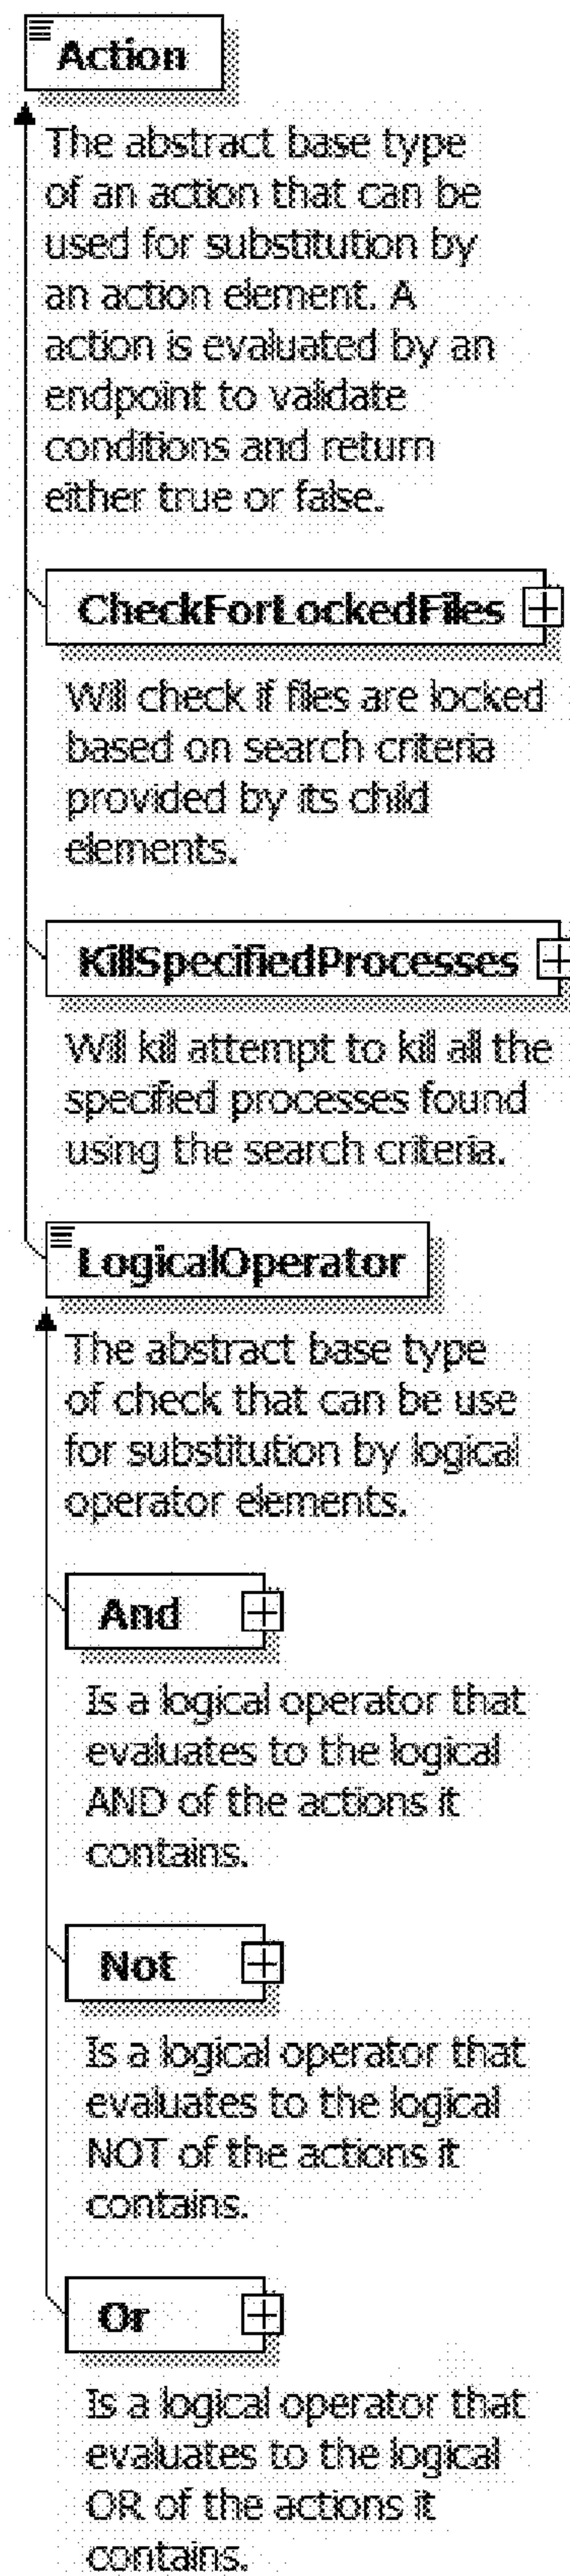 Action
The abstract base type
of an action that can be
used for substitution by
an action element. A
action is evaluated by an
endpoint to validate
conditions and return
either true or false.
CheckForLockedFiles
Will check if files are locked
based on search criteria
provided by its child
elements.
KillSpecifiedProcesses
Will kill attempt to kill all the
specified processes found
using the search criteria.
LogicalOperator
The abstract base type
of check that can be use
for substitution by logical
operator elements.
And
Is a logical operator that
evaluates to the logical
AND of the actions it
contains.
Not
Is a logical operator that
evaluates to the logical
NOT of the actions it
contains.
Or
Is a logical operator that
evaluates to the logical
OR of the actions it
contains.